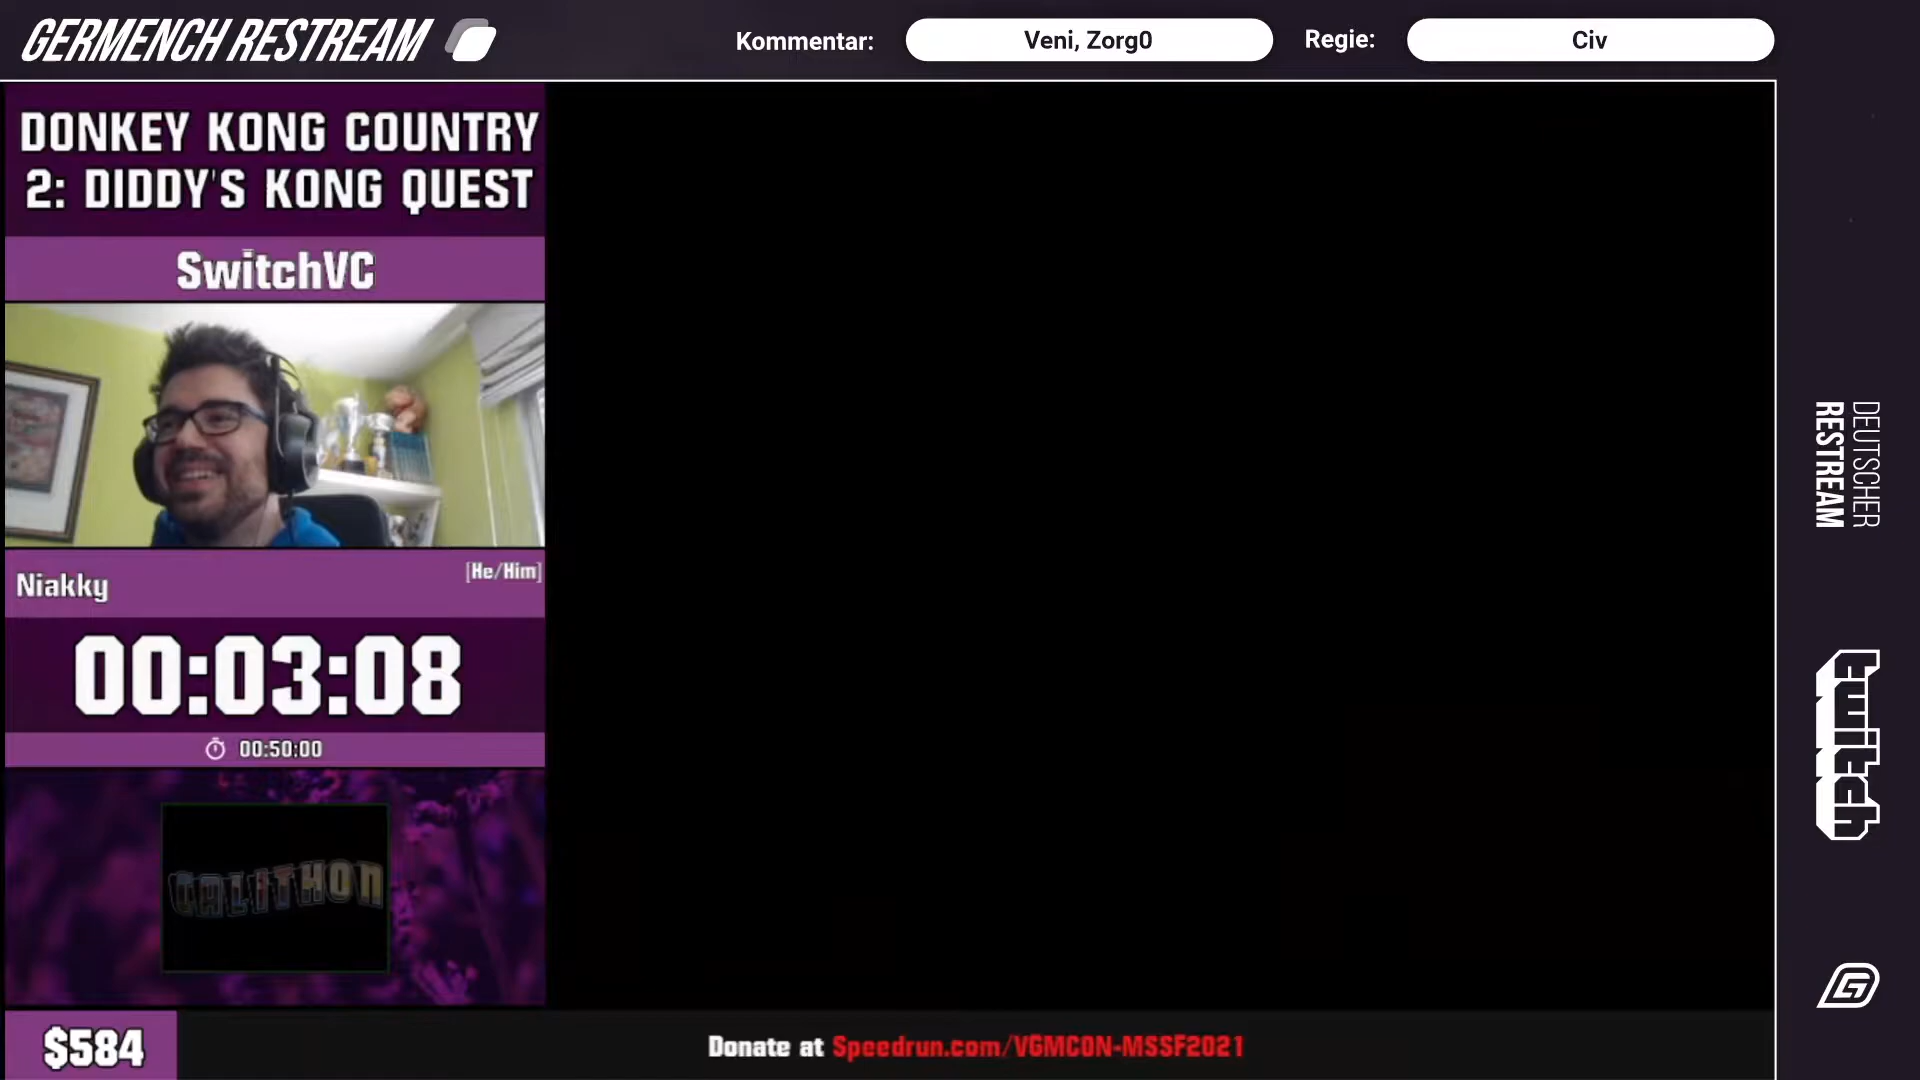 GERMENCH RESTREAM
Kommentar:
Veni, Zorg0
Regie:
Civ
DONKEY KONG COUNTRY
2: DIDDY'S KONG QUEST
SwitchVC
Niakky
[He/Him]
00:03:08
00:50:00
CALITHON
$584
Donate at Speedrun.com/VGMCON-MSSF2021
DEUTSCHER
RESTREAM
twitch
G